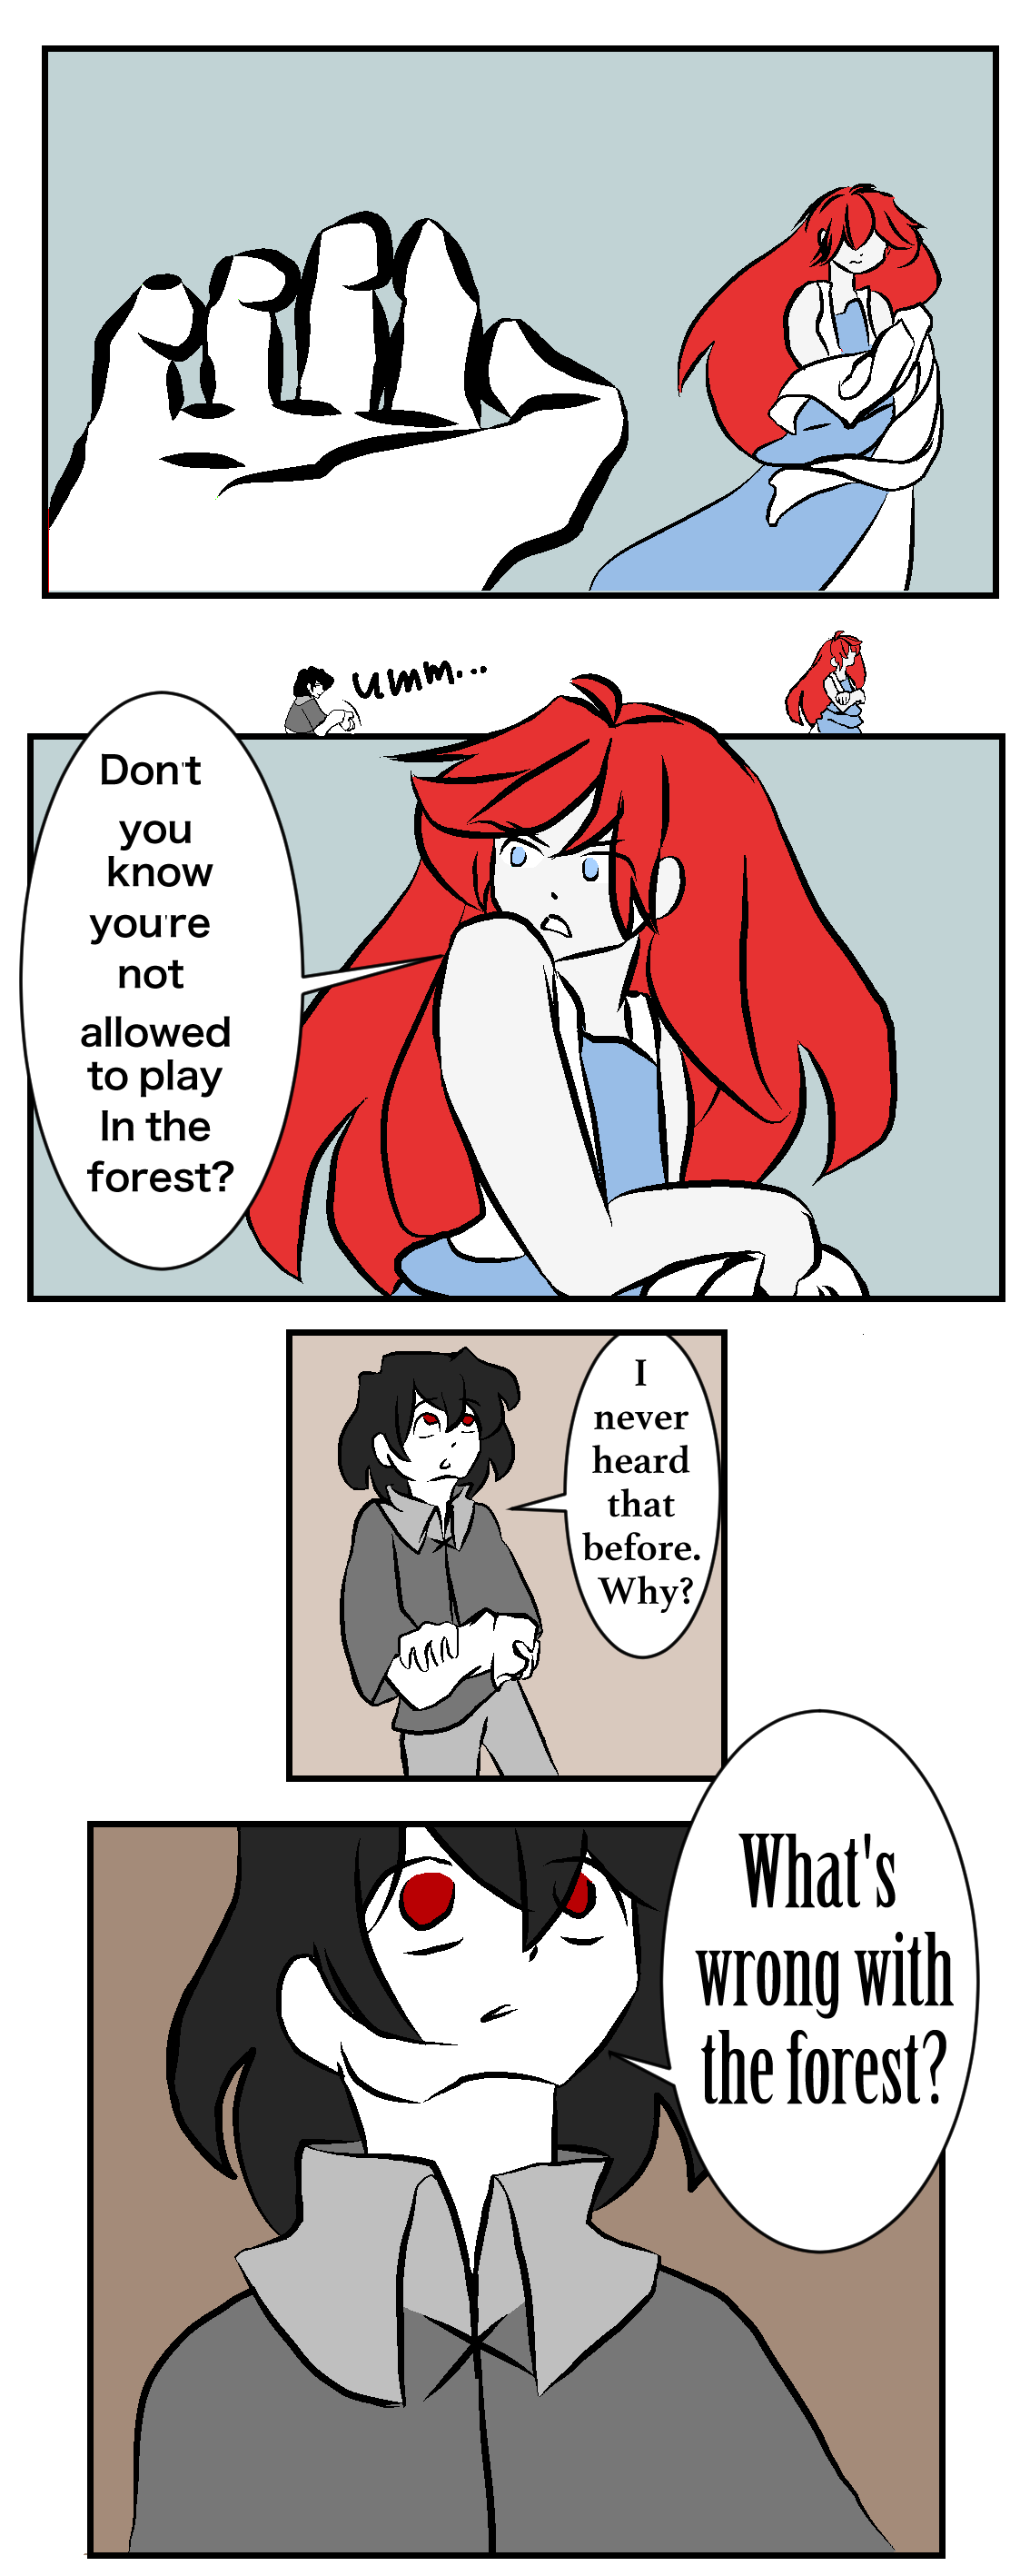 umm...
Don't
you
know
you're
not
allowed
to play
In the
forest?
I
never
heard
that
before.
Why?
What's
wrong with
the forest?